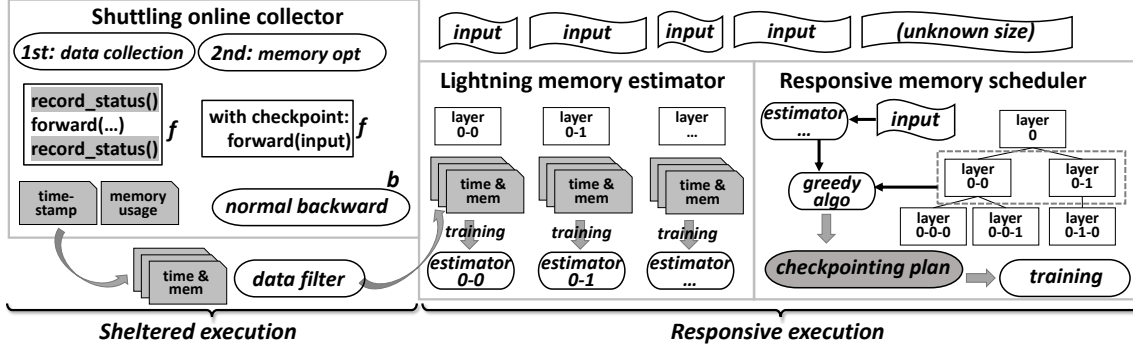 Shuttling online collector
1st: data collection
2nd: memory opt
record_status()
forward(...)
record_status()
f
with checkpoint:
forward(input)
f
time-
stamp
memory
usage
b
normal backward
time &
mem
data filter
Sheltered execution
input
input
input
input
(unknown size)
Lightning memory estimator
layer
0-0
layer
0-1
layer
...
time &
mem
time &
mem
time &
mem
training
training
training
estimator
0-0
estimator
0-1
estimator
...
Responsive memory scheduler
estimator
...
input
layer
0
greedy
algo
layer
0-0
layer
0-1
layer
0-0-0
layer
0-0-1
layer
0-1-0
checkpointing plan
training
Responsive execution